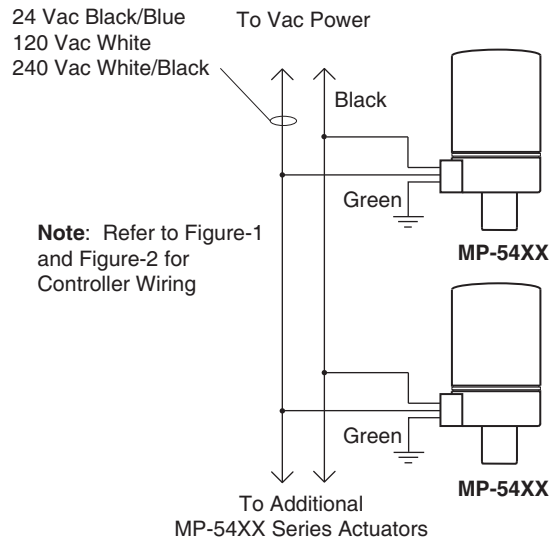 24 Vac Black/Blue
120 Vac White
240 Vac White/Black
To Vac Power
Black
Green
MP-54XX
Note: Refer to Figure-1
and Figure-2 for
Controller Wiring
Green
MP-54XX
To Additional
MP-54XX Series Actuators